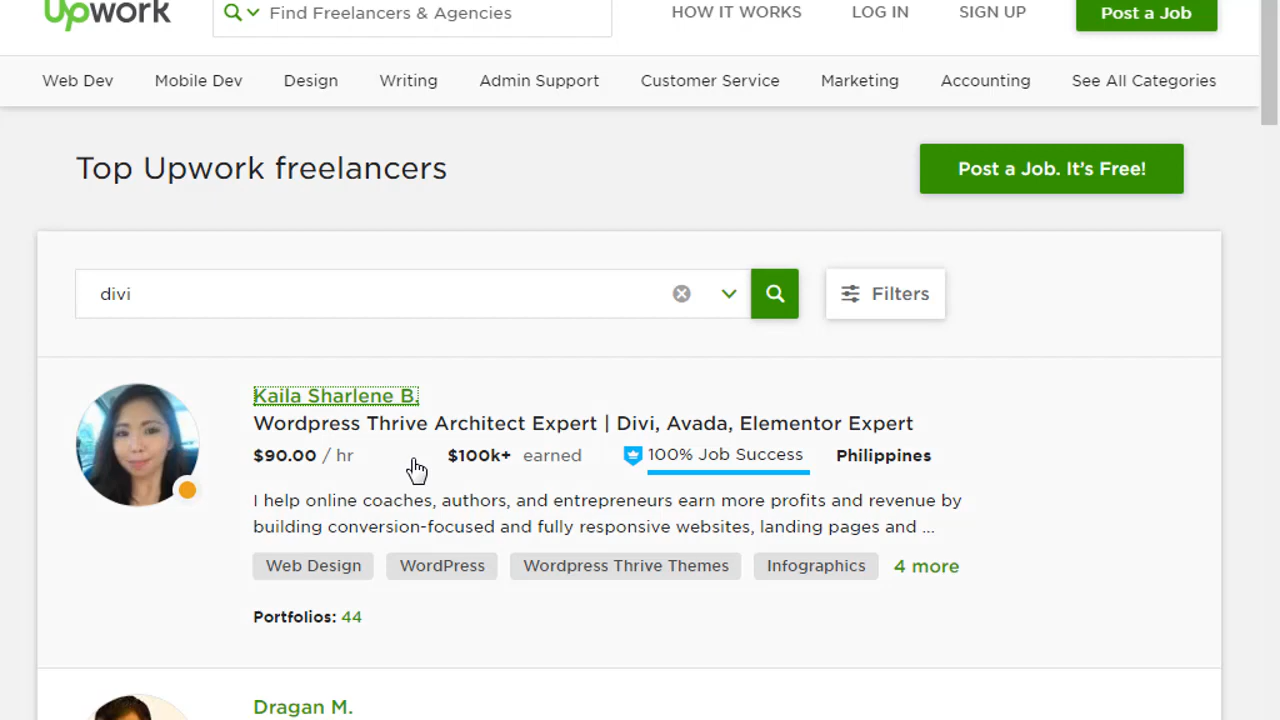 Upwork
Find Freelancers & Agencies
HOW IT WORKS
LOG IN
SIGN UP
Post a Job
Web Dev
Mobile Dev
Design
Writing
Admin Support
Customer Service
Marketing
Accounting
See All Categories
Top Upwork freelancers
Post a Job. It’s Free!
divi
Filters
Kaila Sharlene B.
Wordpress Thrive Architect Expert | Divi, Avada, Elementor Expert
$90.00 / hr
$100k+ earned
100% Job Success
Philippines
I help online coaches, authors, and entrepreneurs earn more profits and revenue by
building conversion-focused and fully responsive websites, landing pages and ...
Web Design
WordPress
Wordpress Thrive Themes
Infographics
4 more
Portfolios: 44
Dragan M.